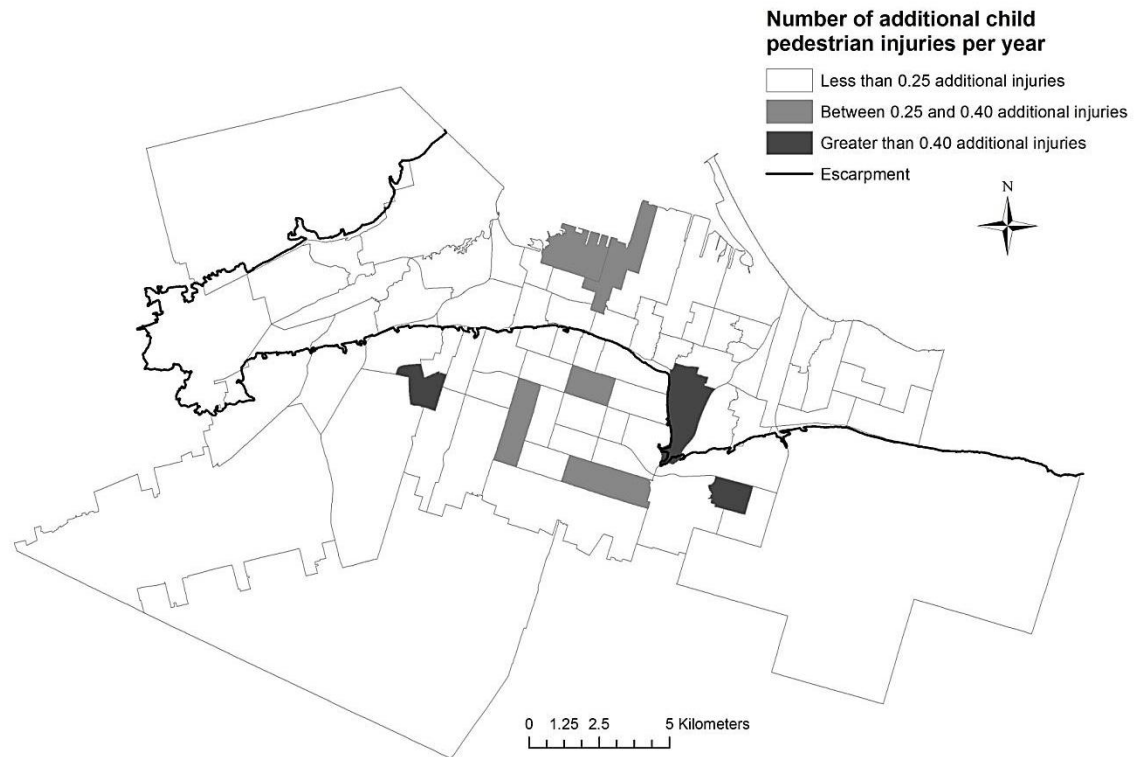 Number of additional child
pedestrian injuries per year
Less than 0.25 additional injuries
Between 0.25 and 0.40 additional injuries
Greater than 0.40 additional injuries
Escarpment
N
0 1.25 2.5 5 Kilometers